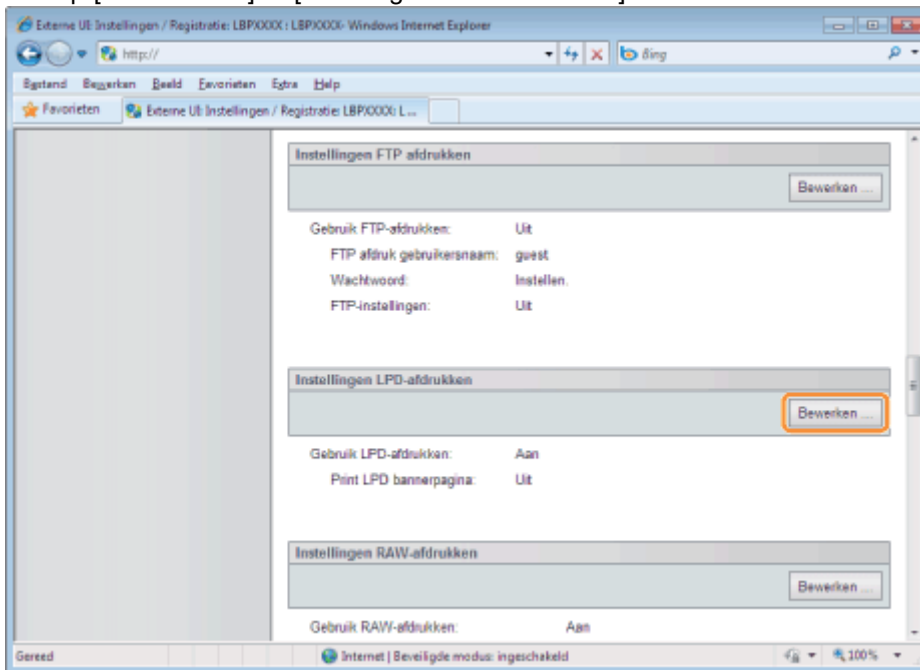 Externe UI: Instellingen / Registratie: LBPXXXX : LBPXXXX- Windows Internet Explorer
http://
Bing
Bestand Bewerken Beeld Favorieten Extra Help
Favorieten Externe UI: Instellingen / Registratie: LBPXXXX: L...
Instellingen FTP afdrukken
Bewerken ...
Gebruik FTP-afdrukken: Uit
FTP afdruk gebruikersnaam: guest
Wachtwoord: Instellen.
FTP-instellingen: Uit
Instellingen LPD-afdrukken
Bewerken ...
Gebruik LPD-afdrukken: Aan
Print LPD bannerpagina: Uit
Instellingen RAW-afdrukken
Bewerken ...
Gebruik RAW-afdrukken: Aan
Gereed Internet | Beveiligde modus: ingeschakeld 100%